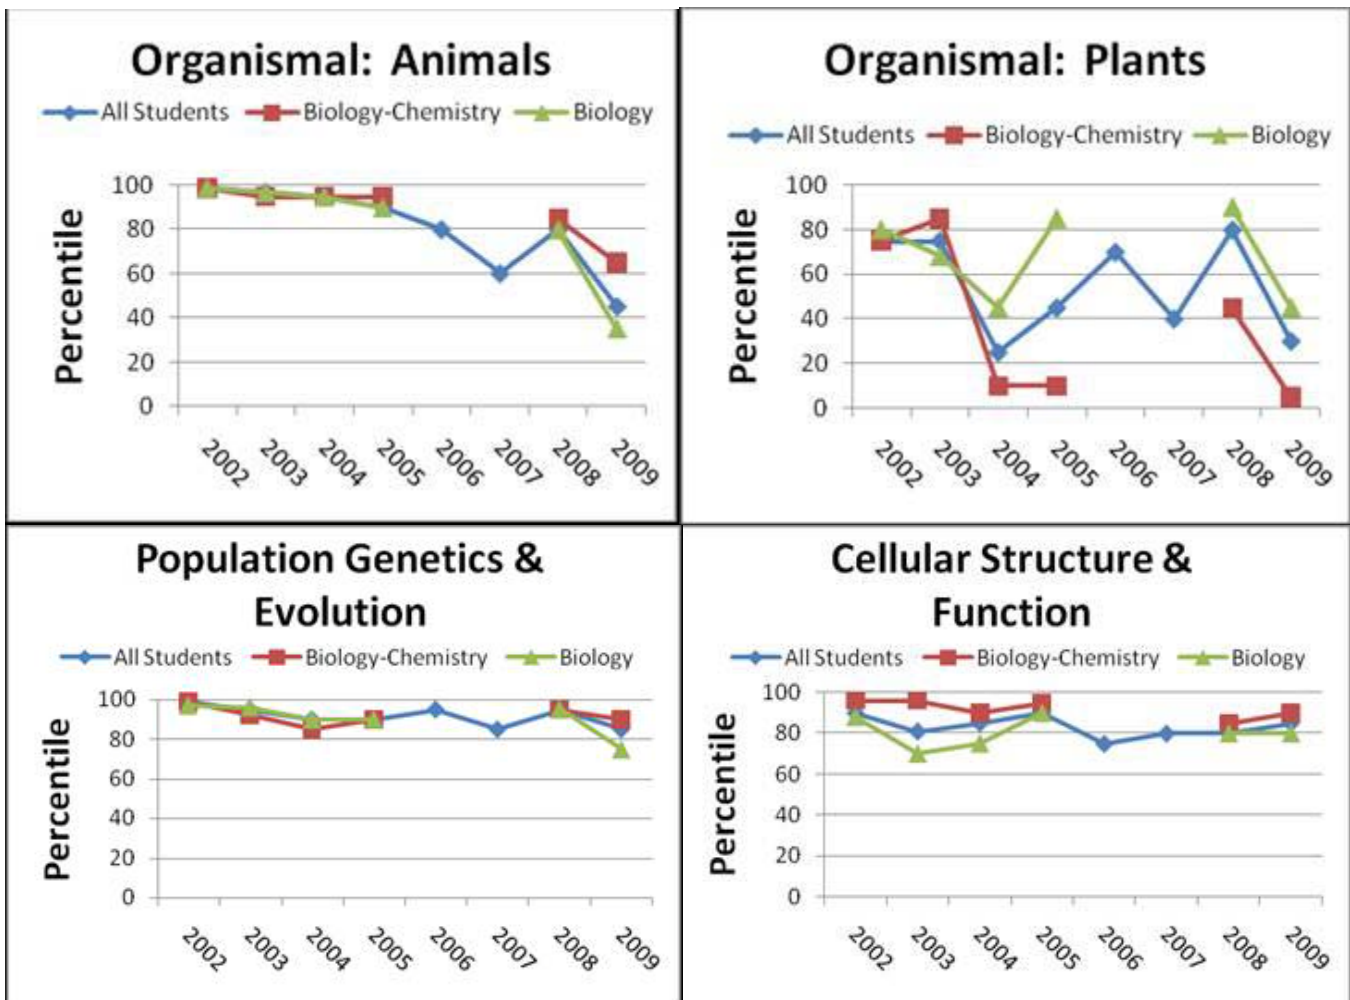 Organismal: Animals
All Students Biology-Chemistry Biology
Percentile
100
80
60
40
20
0
2002 2003 2004 2005 2006 2007 2008 2009
Organismal: Plants
All Students Biology-Chemistry Biology
Percentile
100
80
60
40
20
0
2002 2003 2004 2005 2006 2007 2008 2009
Population Genetics &
Evolution
All Students Biology-Chemistry Biology
Percentile
100
80
60
40
20
0
2002 2003 2004 2005 2006 2007 2008 2009
Cellular Structure &
Function
All Students Biology-Chemistry Biology
Percentile
100
80
60
40
20
0
2002 2003 2004 2005 2006 2007 2008 2009